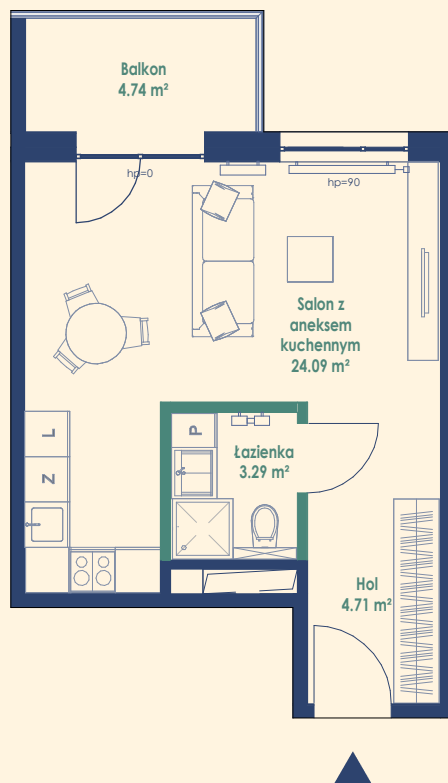 Balkon
4.74 m²
hp=0
hp=90
Salon z
aneksem
kuchennym
24.09 m²
L
Z
P
Łazienka
3.29 m²
Hol
4.71 m²